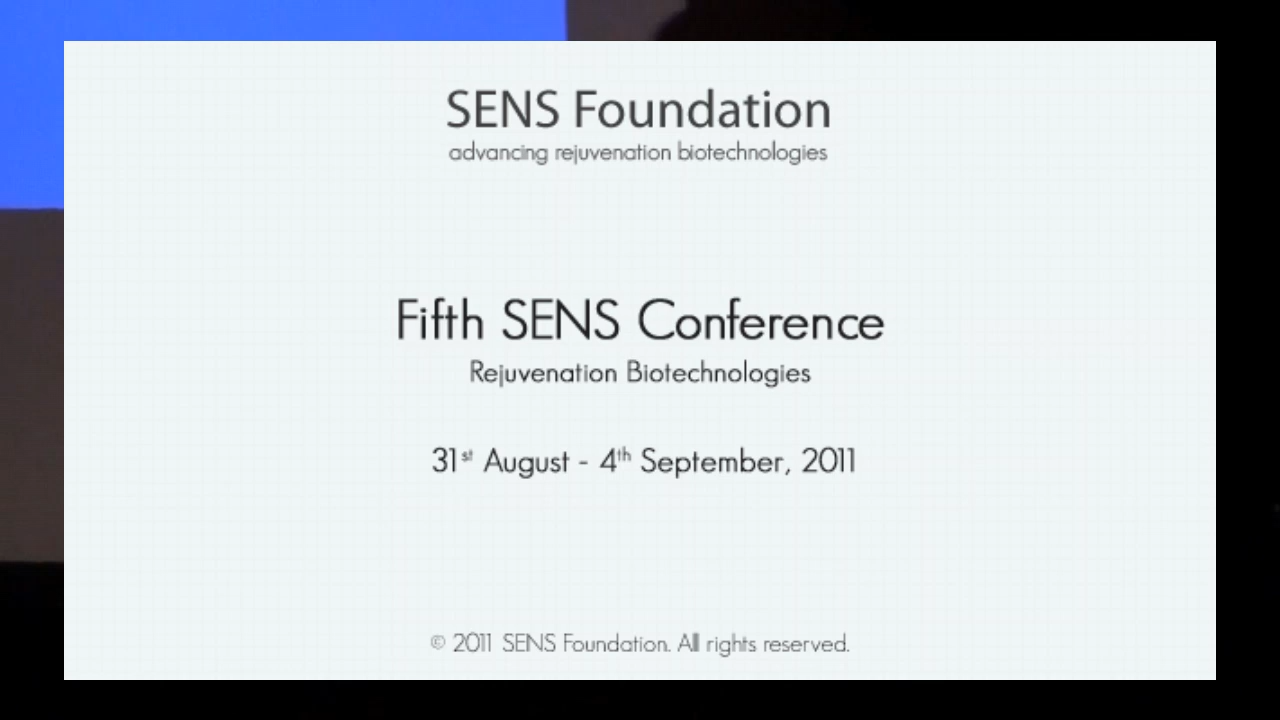 SENS Foundation
advancing rejuvenation biotechnologies
Fifth SENS Conference
Rejuvenation Biotechnologies
31st August - 4th September, 2011
© 2011 SENS Foundation. All rights reserved.